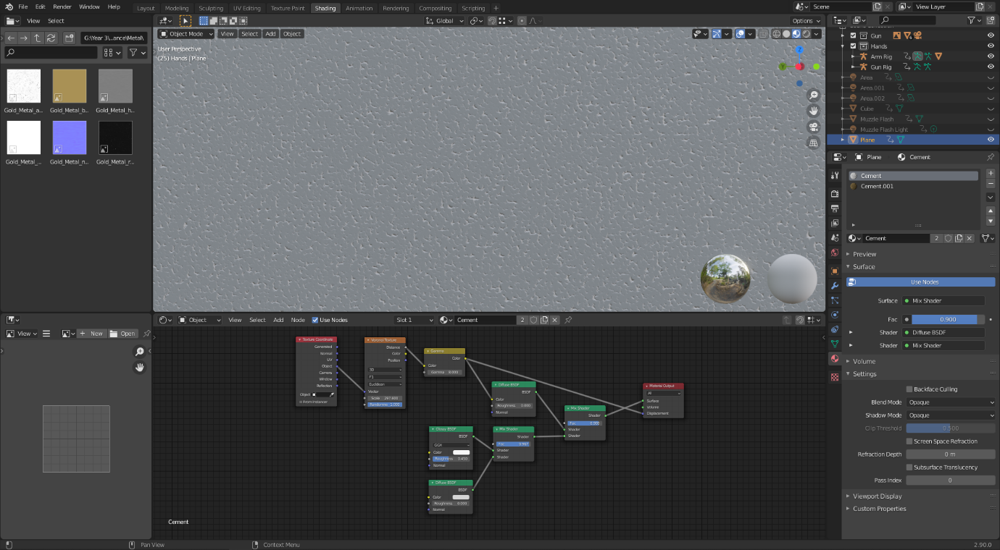 File Edit Render Window Help
Layout Modeling Sculpting UV Editing Texture Paint Shading Animation Rendering Compositing Scripting +
Scene
View Layer
View Select
Global
Options
G:\Year 3\...ance\Metal\
Object Mode View Select Add Object
User Perspective
(25) Hands | Plane
Z
Y
Gold_Metal_a...
Gold_Metal_b...
Gold_Metal_h...
Gold_Metal_...
Gold_Metal_n...
Gold_Metal_r...
Gun
Hands
Arm Rig
Gun Rig
Area
Area.001
Area.002
Cube
Muzzle Flash
Muzzle Flash Light
Plane
Plane Cement
Cement
Cement.001
Cement 2
Preview
Surface
Use Nodes
Surface Mix Shader
Fac 0.900
Shader Diffuse BSDF
Shader Mix Shader
Volume
Settings
Backface Culling
Blend Mode Opaque
Shadow Mode Opaque
Clip Threshold 0.500
Screen Space Refraction
Refraction Depth 0 m
Subsurface Translucency
Pass Index 0
Viewport Display
Custom Properties
View + New Open
Object View Select Add Node Use Nodes Slot 1 Cement 2
Texture Coordinate
Generated
Normal
UV
Object
Camera
Window
Reflection
Object:
From Instancer
Voronoi Texture
Distance
Color
Position
3D
F1
Euclidean
Vector
Scale 297.600
Randomness 1.000
Gamma
Color
Color
Gamma 8.000
Diffuse BSDF
BSDF
Color
Roughness 0.000
Normal
Glossy BSDF
BSDF
GGX
Color
Roughness 0.450
Normal
Diffuse BSDF
BSDF
Color
Roughness 0.000
Normal
Mix Shader
Shader
Fac
Shader
Shader
Mix Shader
Shader
Fac 0.900
Shader
Shader
Material Output
All
Surface
Volume
Displacement
Cement
Pan View
Context Menu
2.90.0